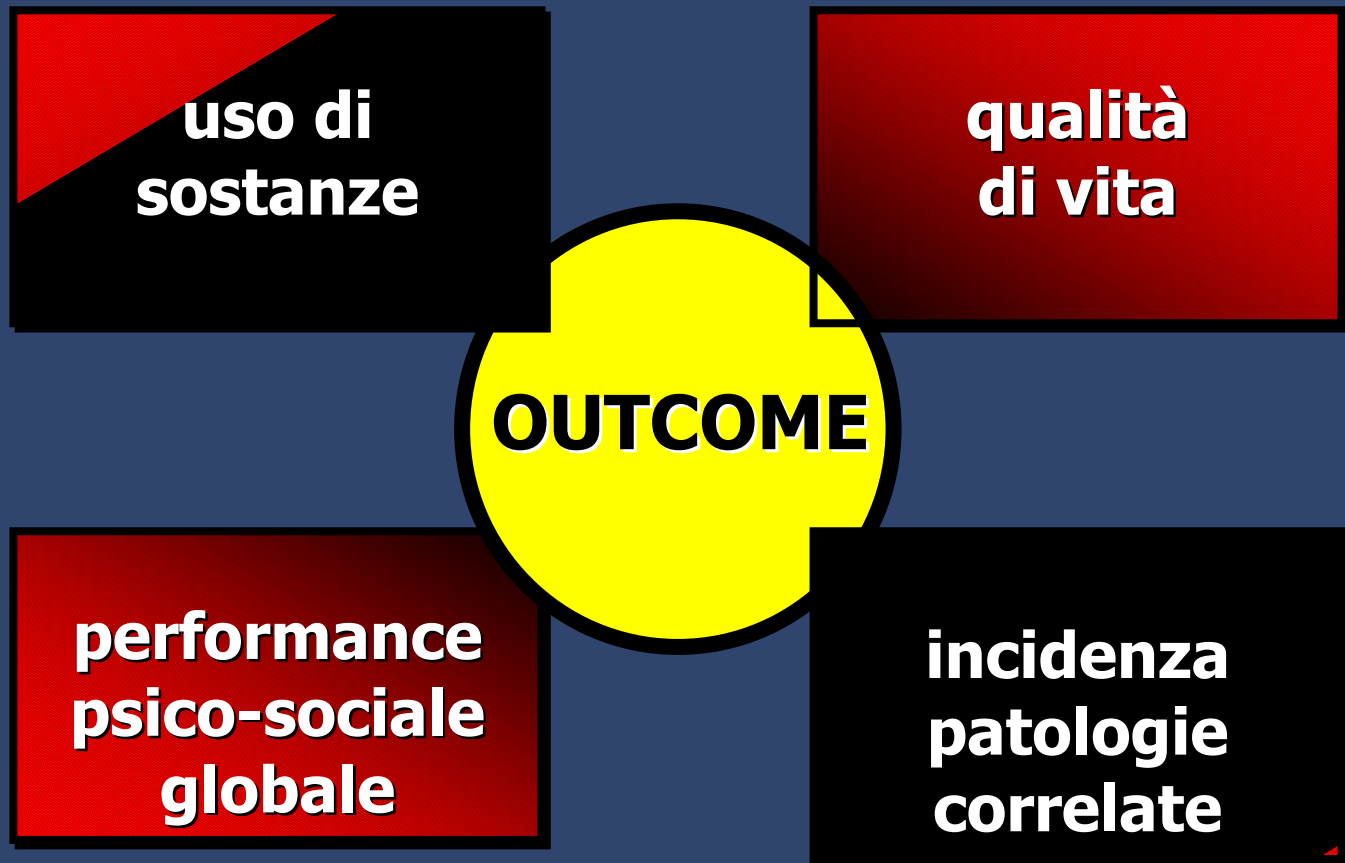 uso di
sostanze
qualità
di vita
OUTCOME
performance
psico-sociale
globale
incidenza
patologie
correlate